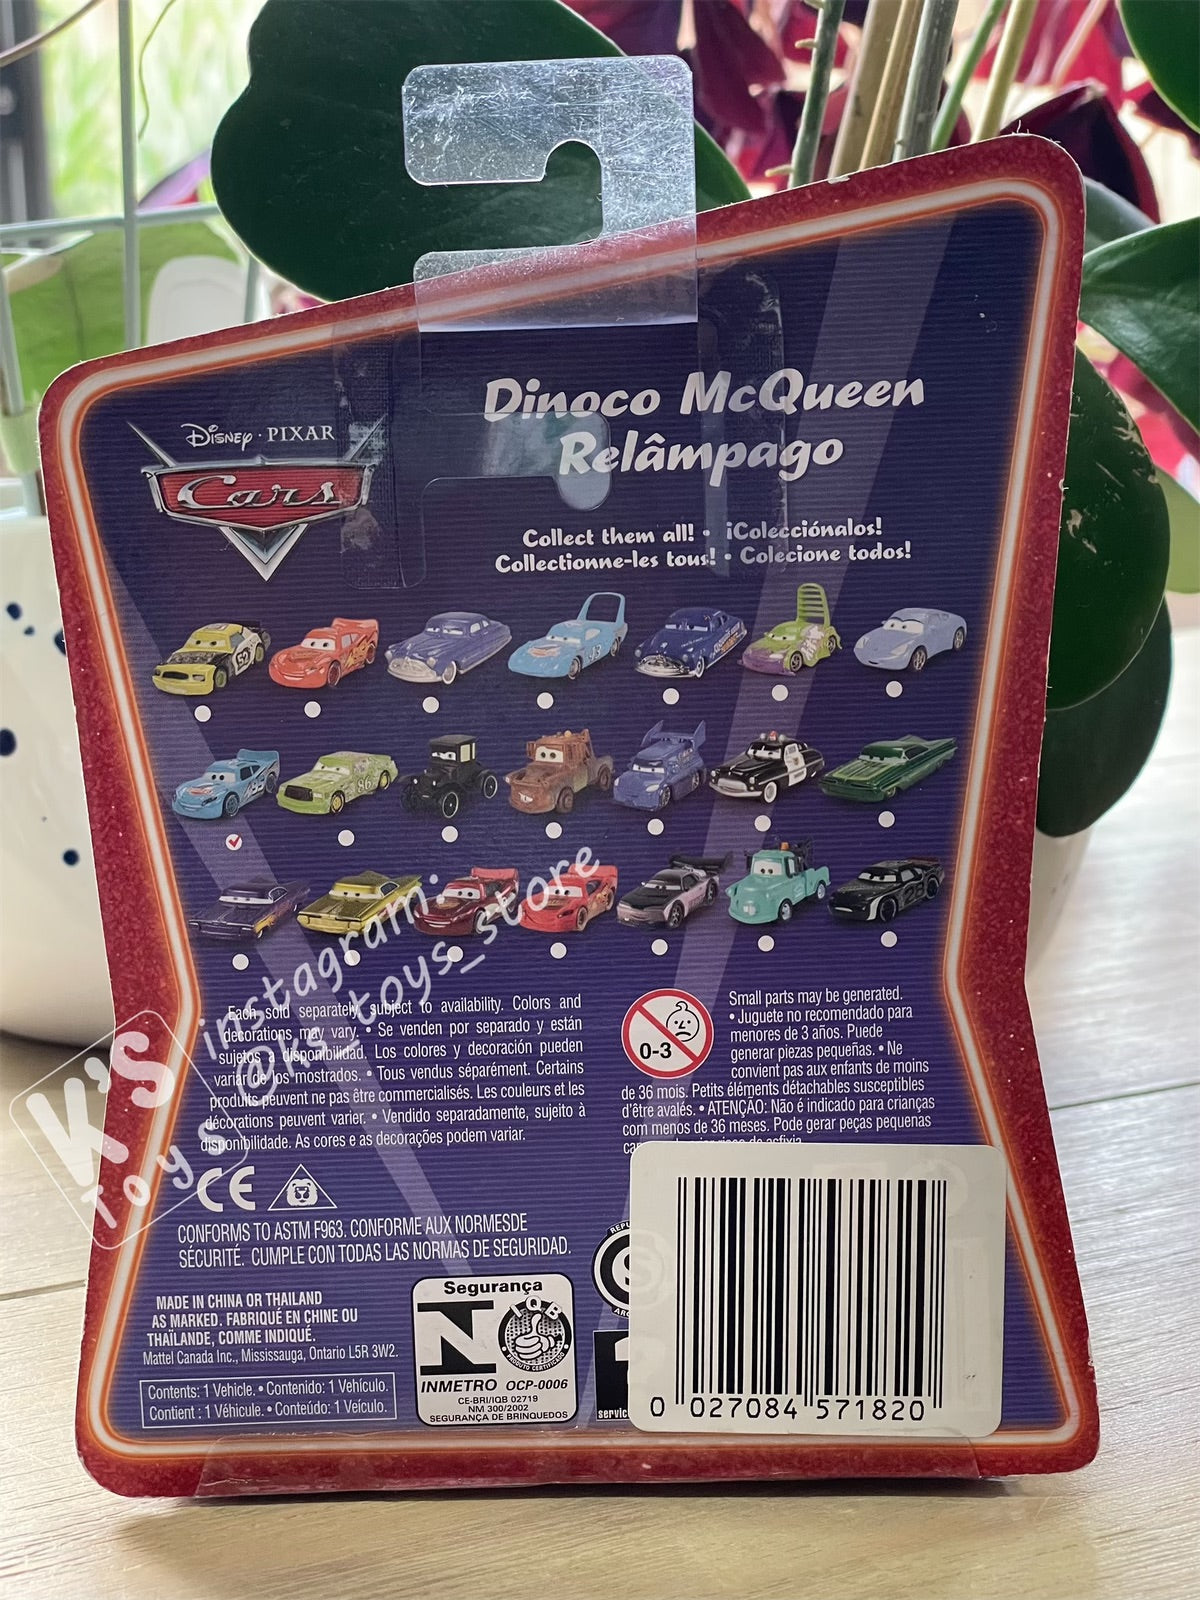 Disney · PIXAR
Cars
Dinoco McQueen
Relâmpago
Collect them all! • ¡Colecciónalos!
Collectionne-les tous! • Colecione todos!
52
43
86
28
Each sold separately, subject to availability. Colors and
decorations may vary. • Se venden por separado y están
sujetos a disponibilidad. Los colores y decoración pueden
variar de los mostrados. • Tous vendus séparément. Certains
produits peuvent ne pas être commercialisés. Les couleurs et les
décorations peuvent varier. • Vendido separadamente, sujeito à
disponibilidade. As cores e as decorações podem variar.
0-3
Small parts may be generated.
• Juguete no recomendado para
menores de 3 años. Puede
generar piezas pequeñas. • Ne
convient pas aux enfants de moins
de 36 mois. Petits éléments détachables susceptibles
d'être avalés. • ATENÇÃO: Não é indicado para crianças
com menos de 36 meses. Pode gerar peças pequenas
instagram:
@ks_toys_store
K'S
Toys
CE
CONFORMS TO ASTM F963. CONFORME AUX NORMESDE
SÉCURITÉ. CUMPLE CON TODAS LAS NORMAS DE SEGURIDAD.
MADE IN CHINA OR THAILAND
AS MARKED. FABRIQUÉ EN CHINE OU
THAÏLANDE, COMME INDIQUÉ.
Mattel Canada Inc., Mississauga, Ontario L5R 3W2.
Contents: 1 Vehicle. • Contenido: 1 Vehículo.
Contient : 1 Véhicule. • Conteúdo: 1 Veículo.
Segurança
IQB
PRODUTO CERTIFICADO
INMETRO OCP-0006
CE-BRI/IQB 02719
NM 300/2002
SEGURANÇA DE BRINQUEDOS
S
0 027084 571820